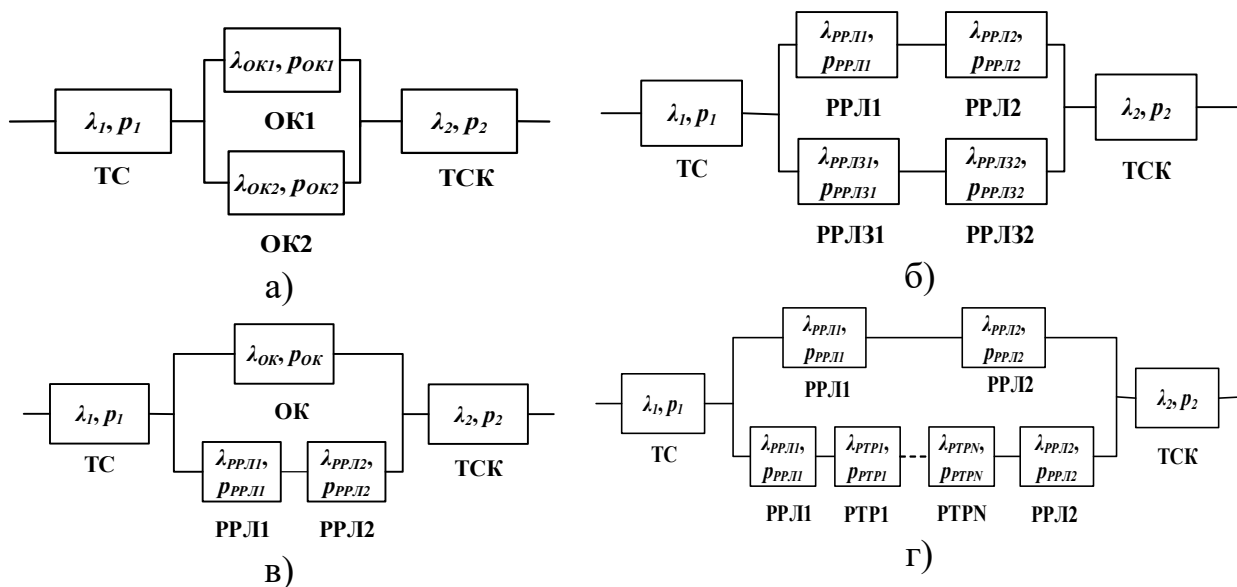 λ1, p1
ТС
λОК1, pОК1
ОК1
λОК2, pОК2
ОК2
λ2, p2
ТСК
а)
λ1, p1
ТС
λРРЛ1,
pРРЛ1
РРЛ1
λРРЛ2,
pРРЛ2
РРЛ2
λРРЛЗ1,
pРРЛЗ1
РРЛЗ1
λРРЛЗ2,
pРРЛЗ2
РРЛЗ2
λ2, p2
ТСК
б)
λ1, p1
ТС
λОК, pОК
ОК
λРРЛ1,
pРРЛ1
РРЛ1
λРРЛ2,
pРРЛ2
РРЛ2
λ2, p2
ТСК
в)
λ1, p1
ТС
λРРЛ1,
pРРЛ1
РРЛ1
λРРЛ2,
pРРЛ2
РРЛ2
λРРЛ1,
pРРЛ1
РРЛ1
λРТР1,
pРТР1
РТР1
λРТРN,
pРТРN
РТРN
λРРЛ2,
pРРЛ2
РРЛ2
λ2, p2
ТСК
г)